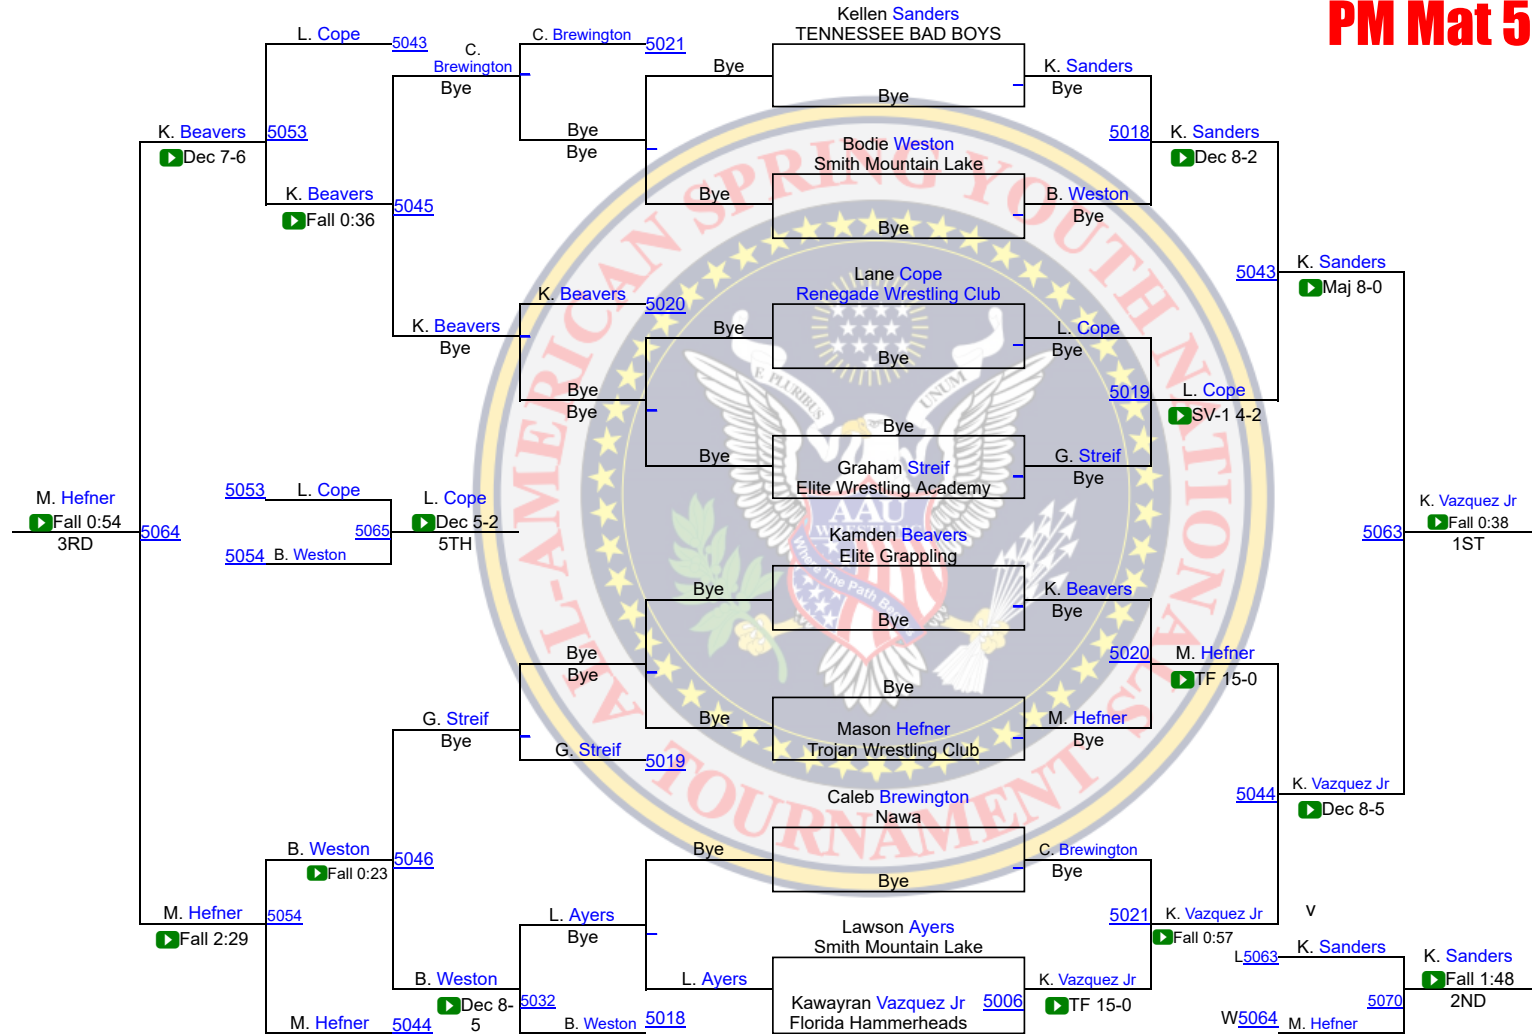 PM Mat 5
Kellen Sanders
TENNESSEE BAD BOYS
L. Cope
5043
C.
Brewington
Bye
C. Brewington
5021
Bye
Bye
K. Sanders
Bye
K. Beavers
Dec 7-6
5053
Bye
Bye
Bodie Weston
Smith Mountain Lake
5018
K. Sanders
Dec 8-2
K. Beavers
Fall 0:36
5045
Bye
Bye
B. Weston
Bye
Lane Cope
Renegade Wrestling Club
5043
K. Sanders
Maj 8-0
K. Beavers
5020
K. Beavers
Bye
Bye
Bye
L. Cope
Bye
Bye
Bye
5019
L. Cope
SV-1 4-2
Bye
Bye
Graham Streif
Elite Wrestling Academy
G. Streif
Bye
M. Hefner
Fall 0:54
3RD
5064
5053
L. Cope
5065
5054
B. Weston
L. Cope
Dec 5-2
5TH
Kamden Beavers
Elite Grappling
5063
K. Vazquez Jr
Fall 0:38
1ST
Bye
Bye
K. Beavers
Bye
Bye
Bye
5020
M. Hefner
TF 15-0
Bye
Bye
Mason Hefner
Trojan Wrestling Club
M. Hefner
Bye
G. Streif
Bye
G. Streif
5019
Caleb Brewington
Nawa
5044
K. Vazquez Jr
Dec 8-5
B. Weston
Fall 0:23
5046
Bye
Bye
C. Brewington
Bye
M. Hefner
Fall 2:29
5054
L. Ayers
Bye
Lawson Ayers
Smith Mountain Lake
5021
K. Vazquez Jr
Fall 0:57
v
L5063
K. Sanders
K. Sanders
Fall 1:48
2ND
B. Weston
Dec 8-
5
5032
L. Ayers
Kawayran Vazquez Jr
Florida Hammerheads
5006
K. Vazquez Jr
TF 15-0
5070
M. Hefner
5044
B. Weston
5018
W5064
M. Hefner
ALL-AMERICAN SPRING YOUTH NATIONALS
TOURNAMENT
E PLURIBUS
UNUM
AAU